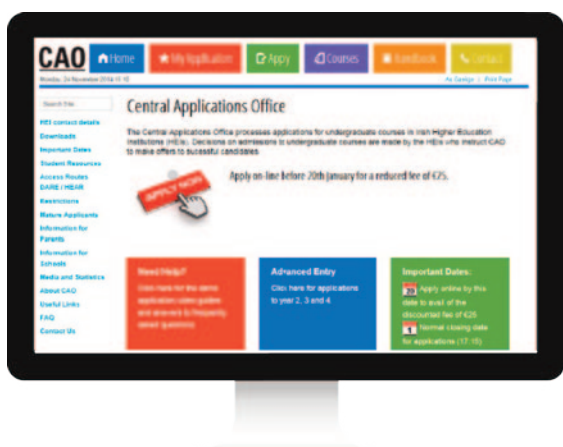 CAO
Home
My Application
Apply
Courses
Handbook
Contact
Monday, 24 November 2014
As Gaeilge | Print Page
Search Site
HEI contact details
Downloads
Important Dates
Student Resources
Access Routes
DARE / HEAR
Restrictions
Mature Applicants
Information for
Parents
Information for
Schools
Media and Statistics
About CAO
Useful Links
FAQ
Contact Us
Central Applications Office
The Central Applications Office processes applications for undergraduate courses in Irish Higher Education
Institutions (HEIs). Decisions on admissions to undergraduate courses are made by the HEIs who instruct CAO
to make offers to sucessful candidates.
APPLY NOW
Apply on-line before 20th January for a reduced fee of €25.
Need Help?
Click here for the demo
application video guides
and answers to frequently
asked questions
Advanced Entry
Click here for applications
to year 2, 3 and 4.
Important Dates:
20 Apply online by this
date to avail of the
discounted fee of €25
1 Normal closing date
for applications (17:15)